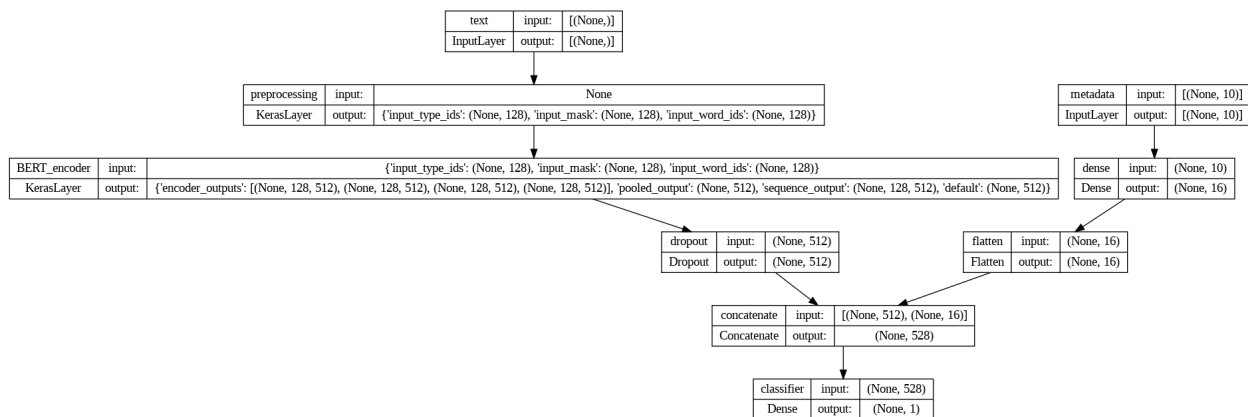 text input: [(None,)]
InputLayer output: [(None,)]
preprocessing input: None
KerasLayer output: {'input_type_ids': (None, 128), 'input_mask': (None, 128), 'input_word_ids': (None, 128)}
metadata input: [(None, 10)]
InputLayer output: [(None, 10)]
BERT_encoder input: {'input_type_ids': (None, 128), 'input_mask': (None, 128), 'input_word_ids': (None, 128)}
KerasLayer output: {'encoder_outputs': [(None, 128, 512), (None, 128, 512), (None, 128, 512), (None, 128, 512)], 'pooled_output': (None, 512), 'sequence_output': (None, 128, 512), 'default': (None, 512)}
dense input: (None, 10)
Dense output: (None, 16)
dropout input: (None, 512)
Dropout output: (None, 512)
flatten input: (None, 16)
Flatten output: (None, 16)
concatenate input: [(None, 512), (None, 16)]
Concatenate output: (None, 528)
classifier input: (None, 528)
Dense output: (None, 1)